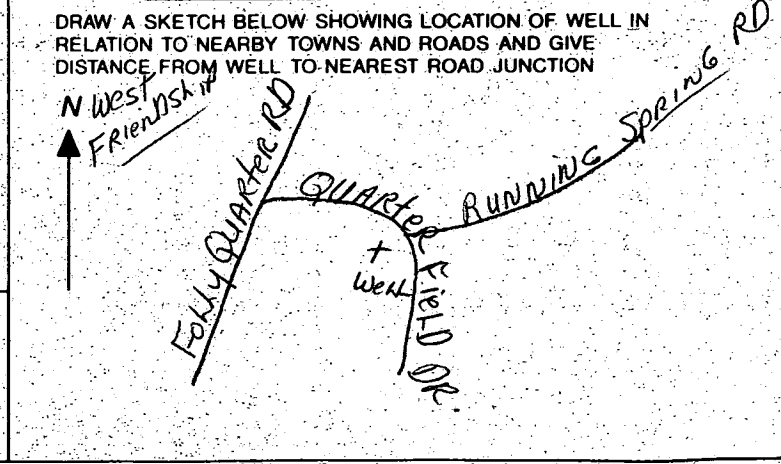 DRAW A SKETCH BELOW SHOWING LOCATION OF WELL IN
RELATION TO NEARBY TOWNS AND ROADS AND GIVE
DISTANCE FROM WELL TO NEAREST ROAD JUNCTION
N
West
FRIENDSHIP
FOLLY QUARTER RD
QUARTER FIELD DR.
RUNNING SPRING RD
+
Well